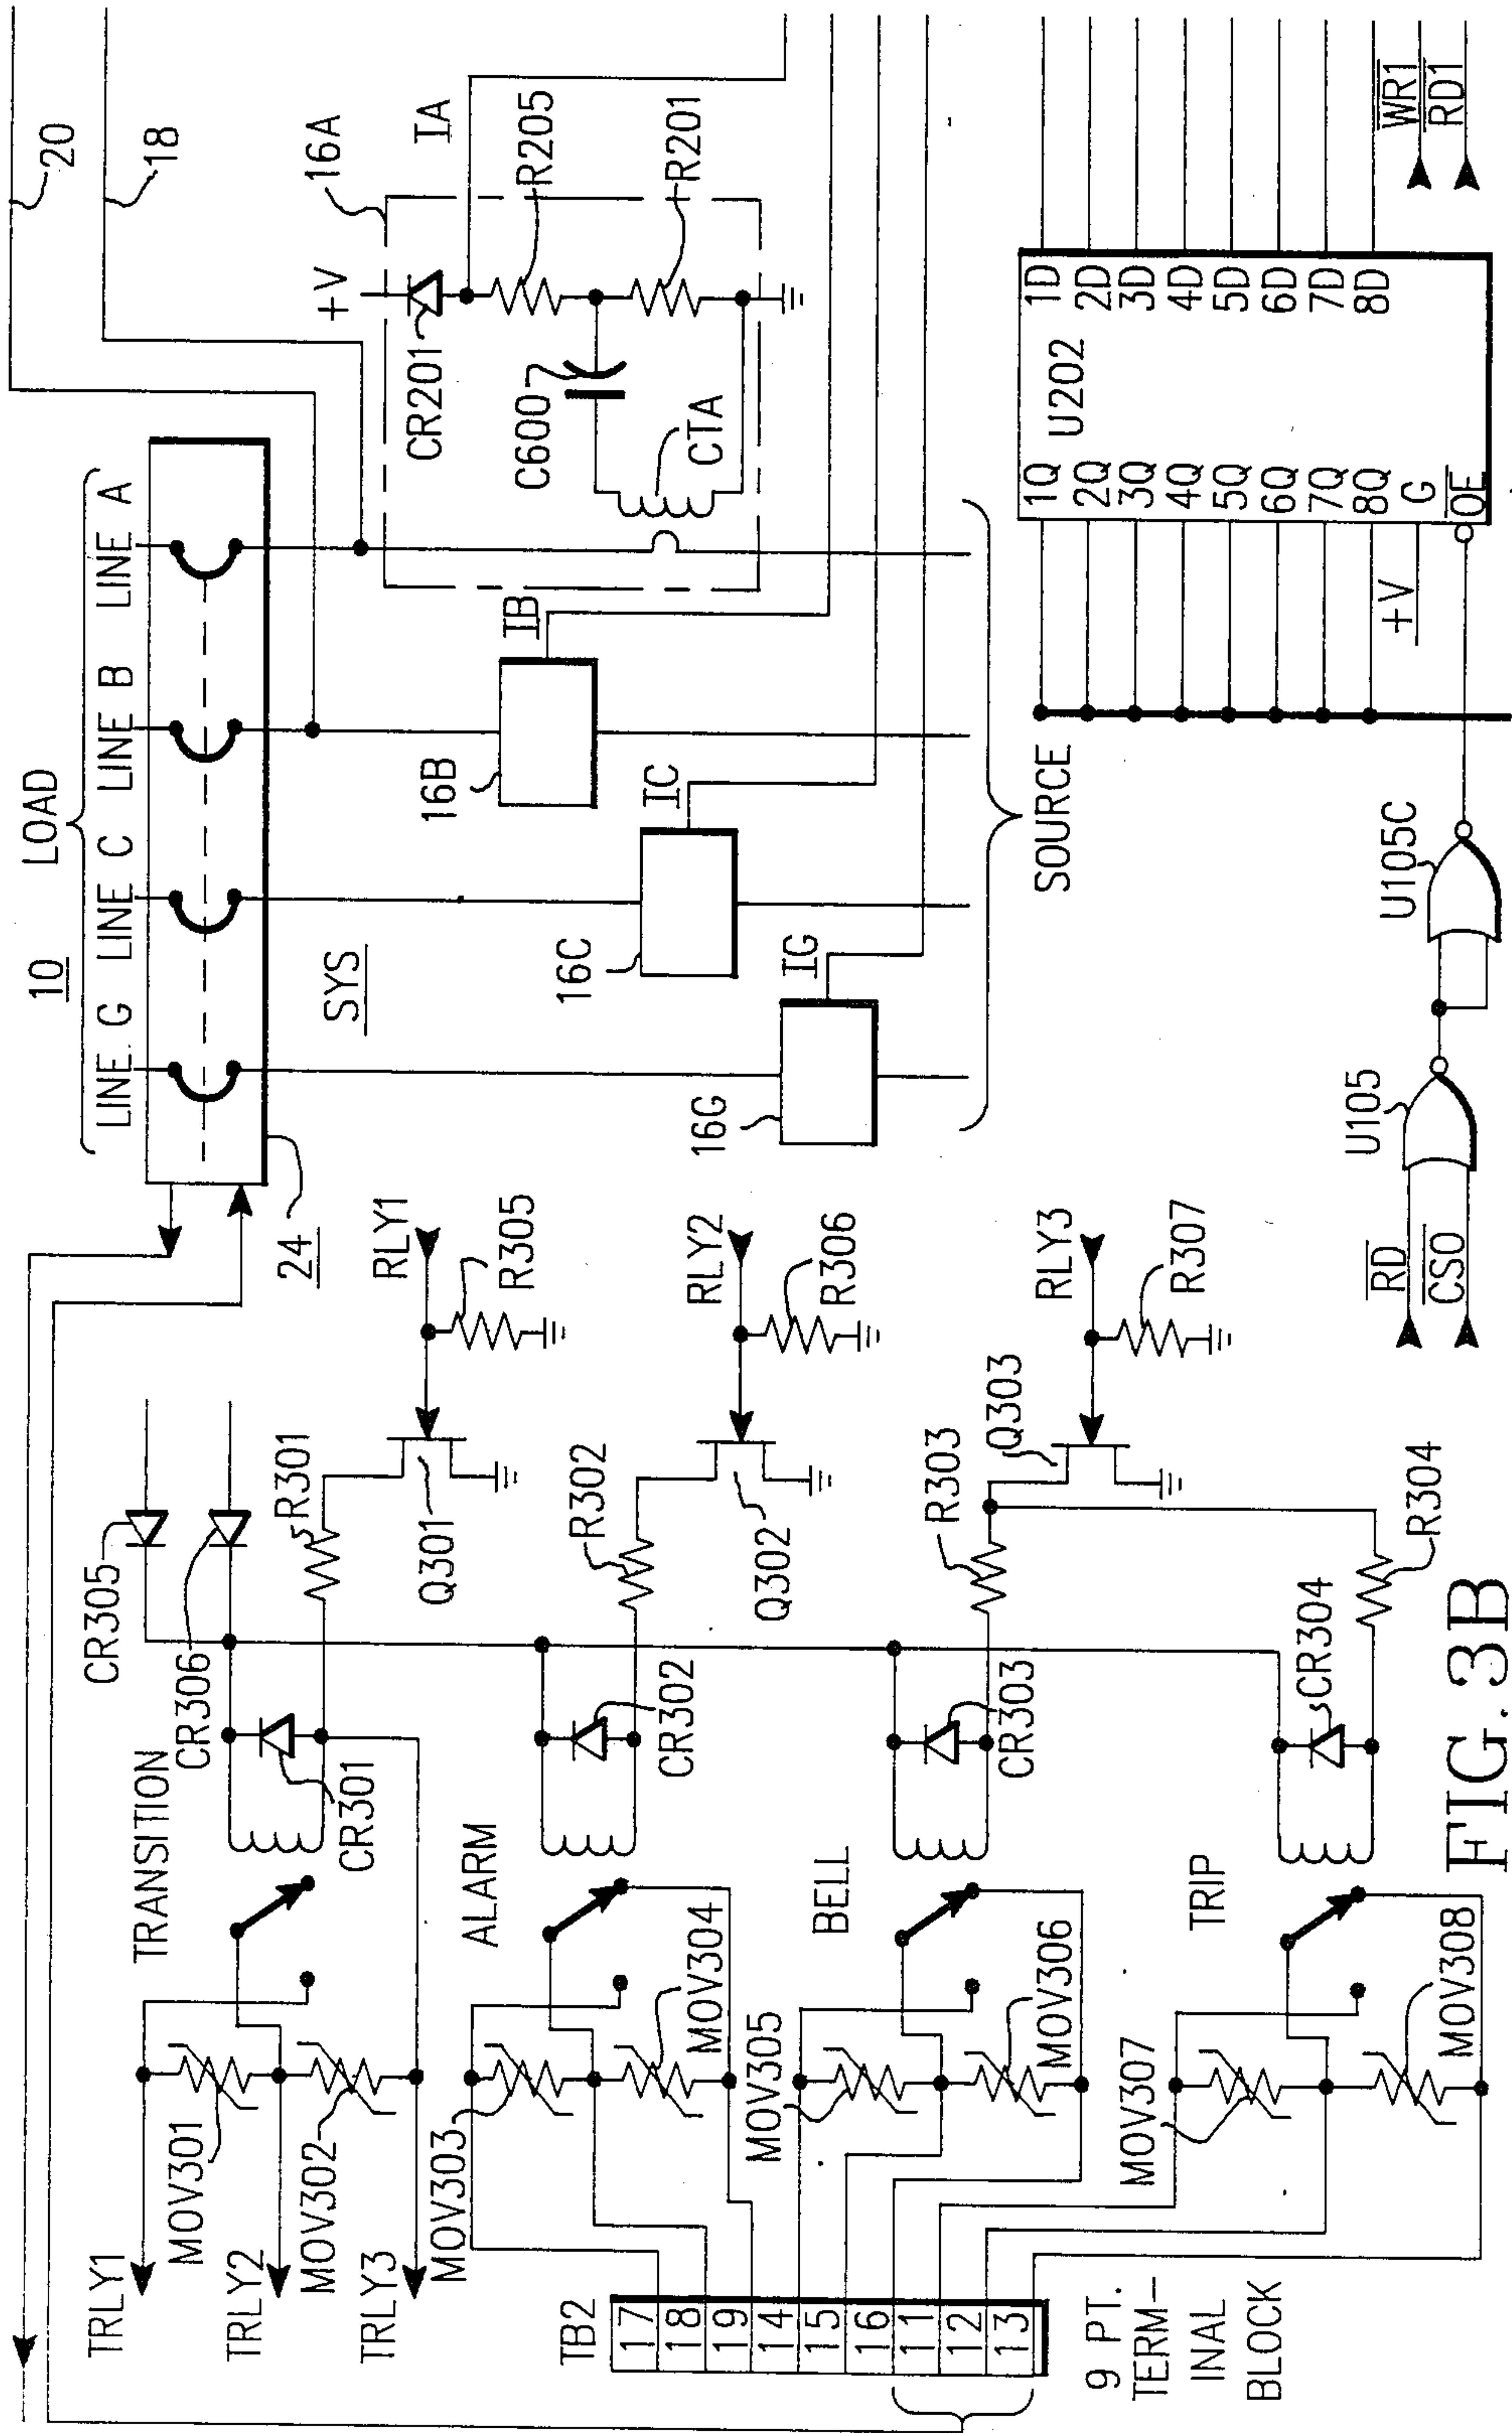 10
LOAD
LINE G
LINE C
LINE B
LINE A
20
18
24
SYS
16A
+V
IA
CR201
R205
C600
R201
CTA
16B
IB
16C
IC
16G
IG
SOURCE
CR305
CR306
TRANSITION
CR301
R301
RLY1
R305
Q301
TRLY1
MOV301
TRLY2
MOV302
TRLY3
ALARM
CR302
R302
RLY2
R306
Q302
MOV303
MOV304
BELL
CR303
R303
RLY3
R307
Q303
MOV305
MOV306
TRIP
CR304
R304
MOV307
MOV308
TB2
17
18
19
14
15
16
11
12
13
9 PT.
TERM-
INAL
BLOCK
RD
CSO
U105
U105C
U202
1Q 1D
2Q 2D
3Q 3D
4Q 4D
5Q 5D
6Q 6D
7Q 7D
8Q 8D
+V
G
OE
WR1
RD1
FIG. 3B